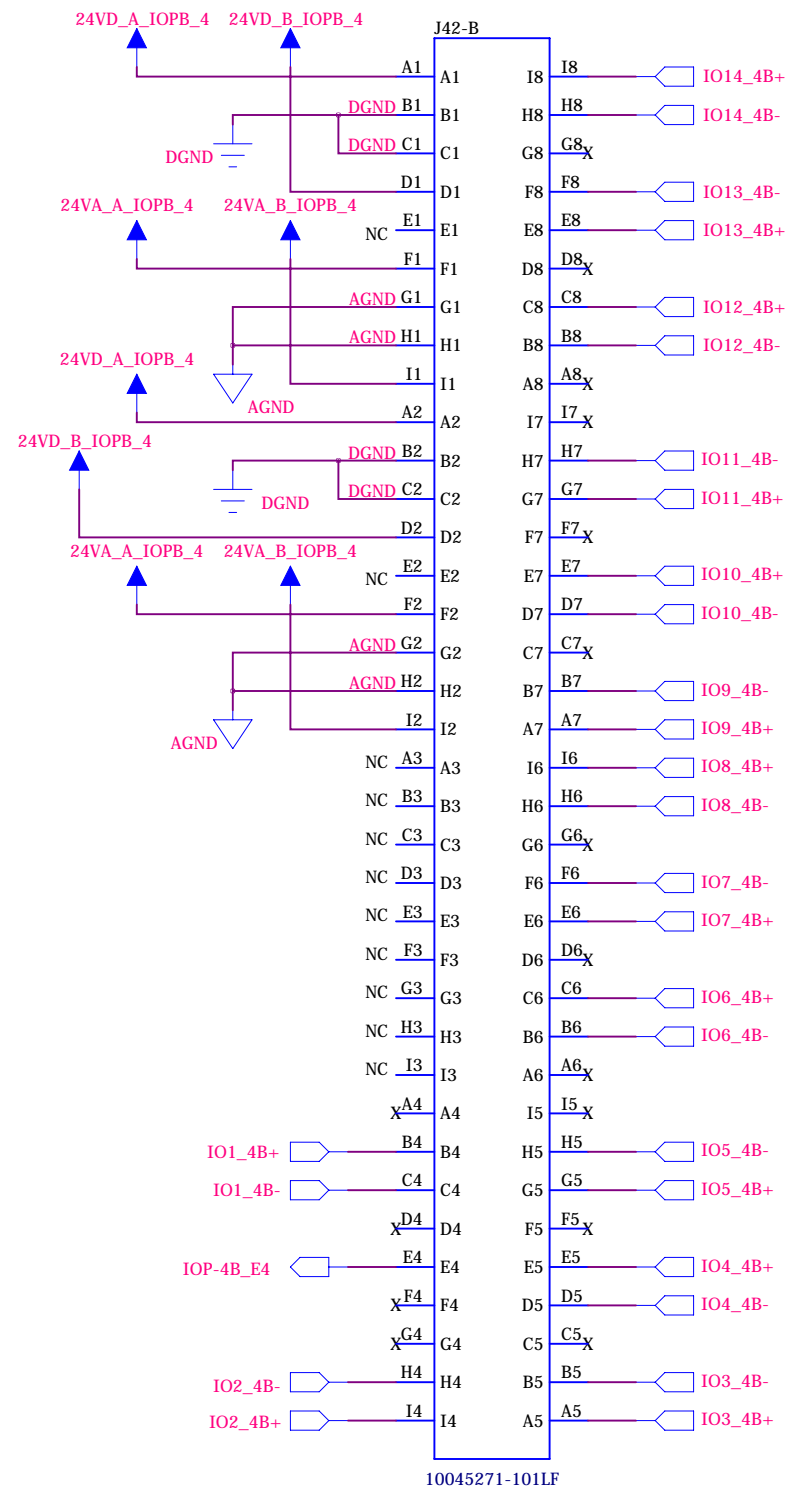 24VD_A_IOPB_4 24VD_B_IOPB_4
J42-B
A1 A1 I8 I8 IO14_4B+
DGND B1 B1 H8 H8 IO14_4B-
DGND DGND C1 C1 G8 G8 X
D1 D1 F8 F8 IO13_4B-
24VA_A_IOPB_4 24VA_B_IOPB_4
NC E1 E1 E8 E8 IO13_4B+
F1 F1 D8 D8 X
AGND G1 G1 C8 C8 IO12_4B+
AGND H1 H1 B8 B8 IO12_4B-
24VD_A_IOPB_4
I1 I1 A8 A8 X
AGND
A2 A2 I7 I7 X
24VD_B_IOPB_4
DGND B2 B2 H7 H7 IO11_4B-
DGND C2 C2 G7 G7 IO11_4B+
DGND
D2 D2 F7 F7 X
24VA_A_IOPB_4 24VA_B_IOPB_4
NC E2 E2 E7 E7 IO10_4B+
F2 F2 D7 D7 IO10_4B-
AGND G2 G2 C7 C7 X
AGND H2 H2 B7 B7 IO9_4B-
I2 I2 A7 A7 IO9_4B+
AGND
NC A3 A3 I6 I6 IO8_4B+
NC B3 B3 H6 H6 IO8_4B-
NC C3 C3 G6 G6 X
NC D3 D3 F6 F6 IO7_4B-
NC E3 E3 E6 E6 IO7_4B+
NC F3 F3 D6 D6 X
NC G3 G3 C6 C6 IO6_4B+
NC H3 H3 B6 B6 IO6_4B-
NC I3 I3 A6 A6 X
X A4 A4 I5 I5 X
IO1_4B+ B4 B4 H5 H5 IO5_4B-
IO1_4B- C4 C4 G5 G5 IO5_4B+
X D4 D4 F5 F5 X
IOP-4B_E4 E4 E4 E5 E5 IO4_4B+
X F4 F4 D5 D5 IO4_4B-
X G4 G4 C5 C5 X
IO2_4B- H4 H4 B5 B5 IO3_4B-
IO2_4B+ I4 I4 A5 A5 IO3_4B+
10045271-101LF